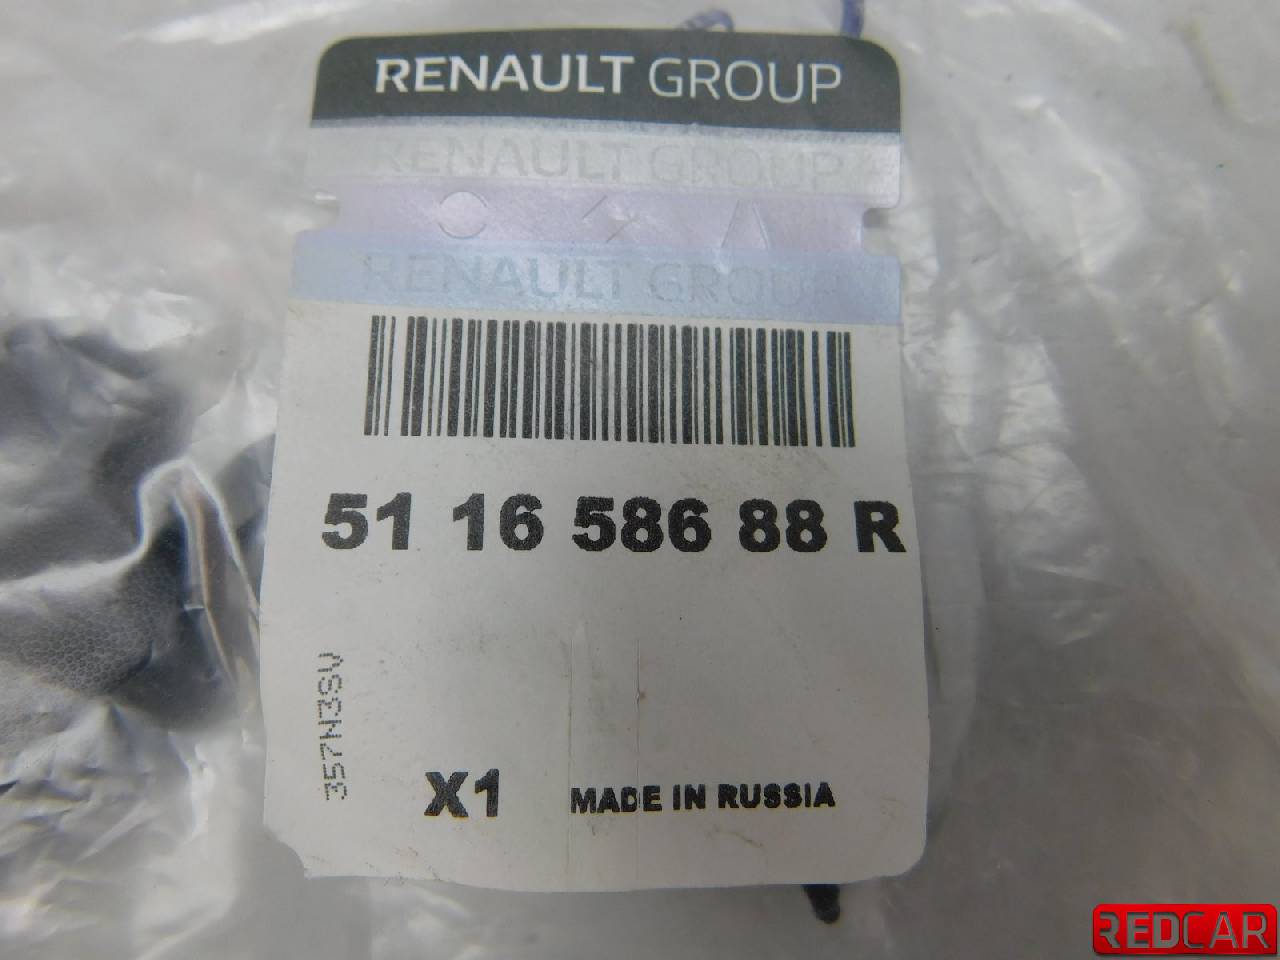 RENAULT GROUP
RENAULT GROUP
RENAULT GROUP
51 16 586 88 R
357N3SV
X1 MADE IN RUSSIA
REDCAR